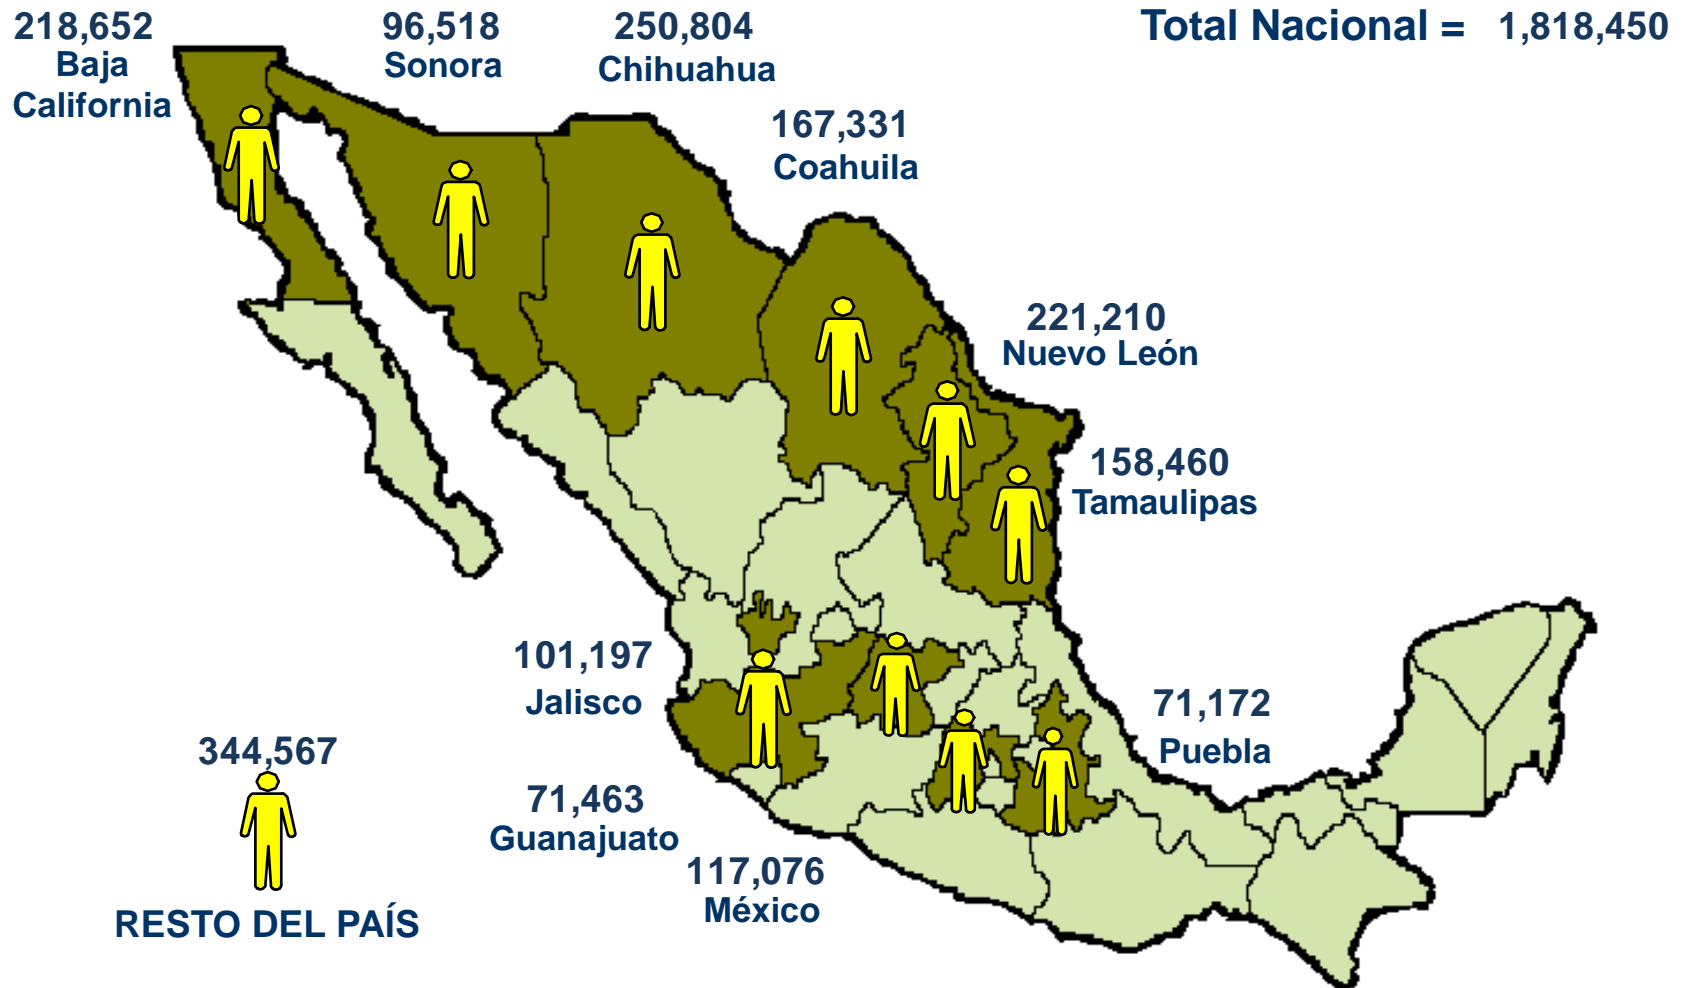 218,652
Baja
California
96,518
Sonora
250,804
Chihuahua
Total Nacional = 1,818,450
167,331
Coahuila
221,210
Nuevo León
158,460
Tamaulipas
101,197
Jalisco
71,172
Puebla
344,567
RESTO DEL PAÍS
71,463
Guanajuato
117,076
México